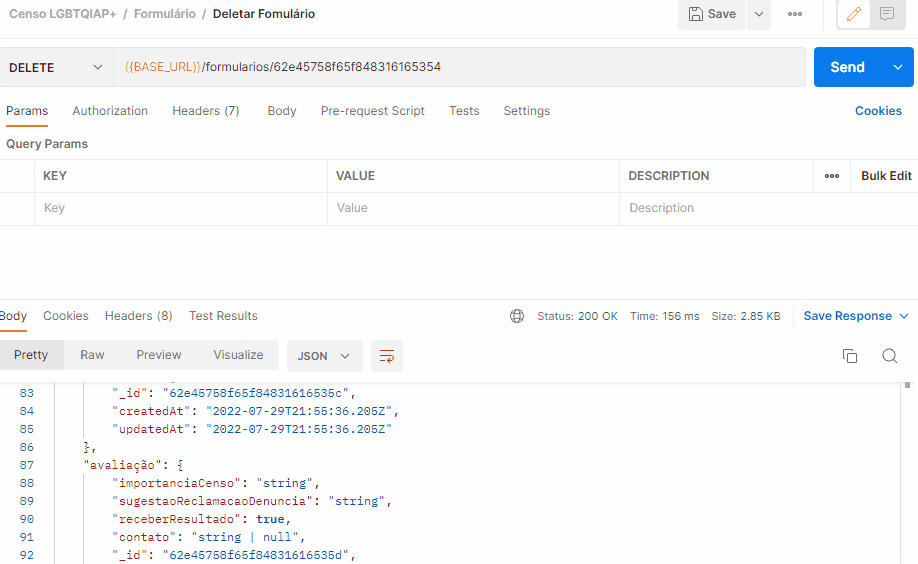 Censo LGBTQIAP+ / Formulário / Deletar Fomulário Save
DELETE {{BASE_URL}}/formularios/62e45758f65f848316165354 Send
Params Authorization Headers (7) Body Pre-request Script Tests Settings Cookies
Query Params
KEY VALUE DESCRIPTION Bulk Edit
Key Value Description
Body Cookies Headers (8) Test Results Status: 200 OK Time: 156 ms Size: 2.85 KB Save Response
Pretty Raw Preview Visualize JSON
83 "_id": "62e45758f65f84831616535c",
84 "createdAt": "2022-07-29T21:55:36.205Z",
85 "updatedAt": "2022-07-29T21:55:36.205Z"
86 },
87 "avaliação": {
88 "importanciaCenso": "string",
89 "sugestaoReclamacaoDenuncia": "string",
90 "receberResultado": true,
91 "contato": "string | null",
92 "_id": "62e45758f65f84831616535d",